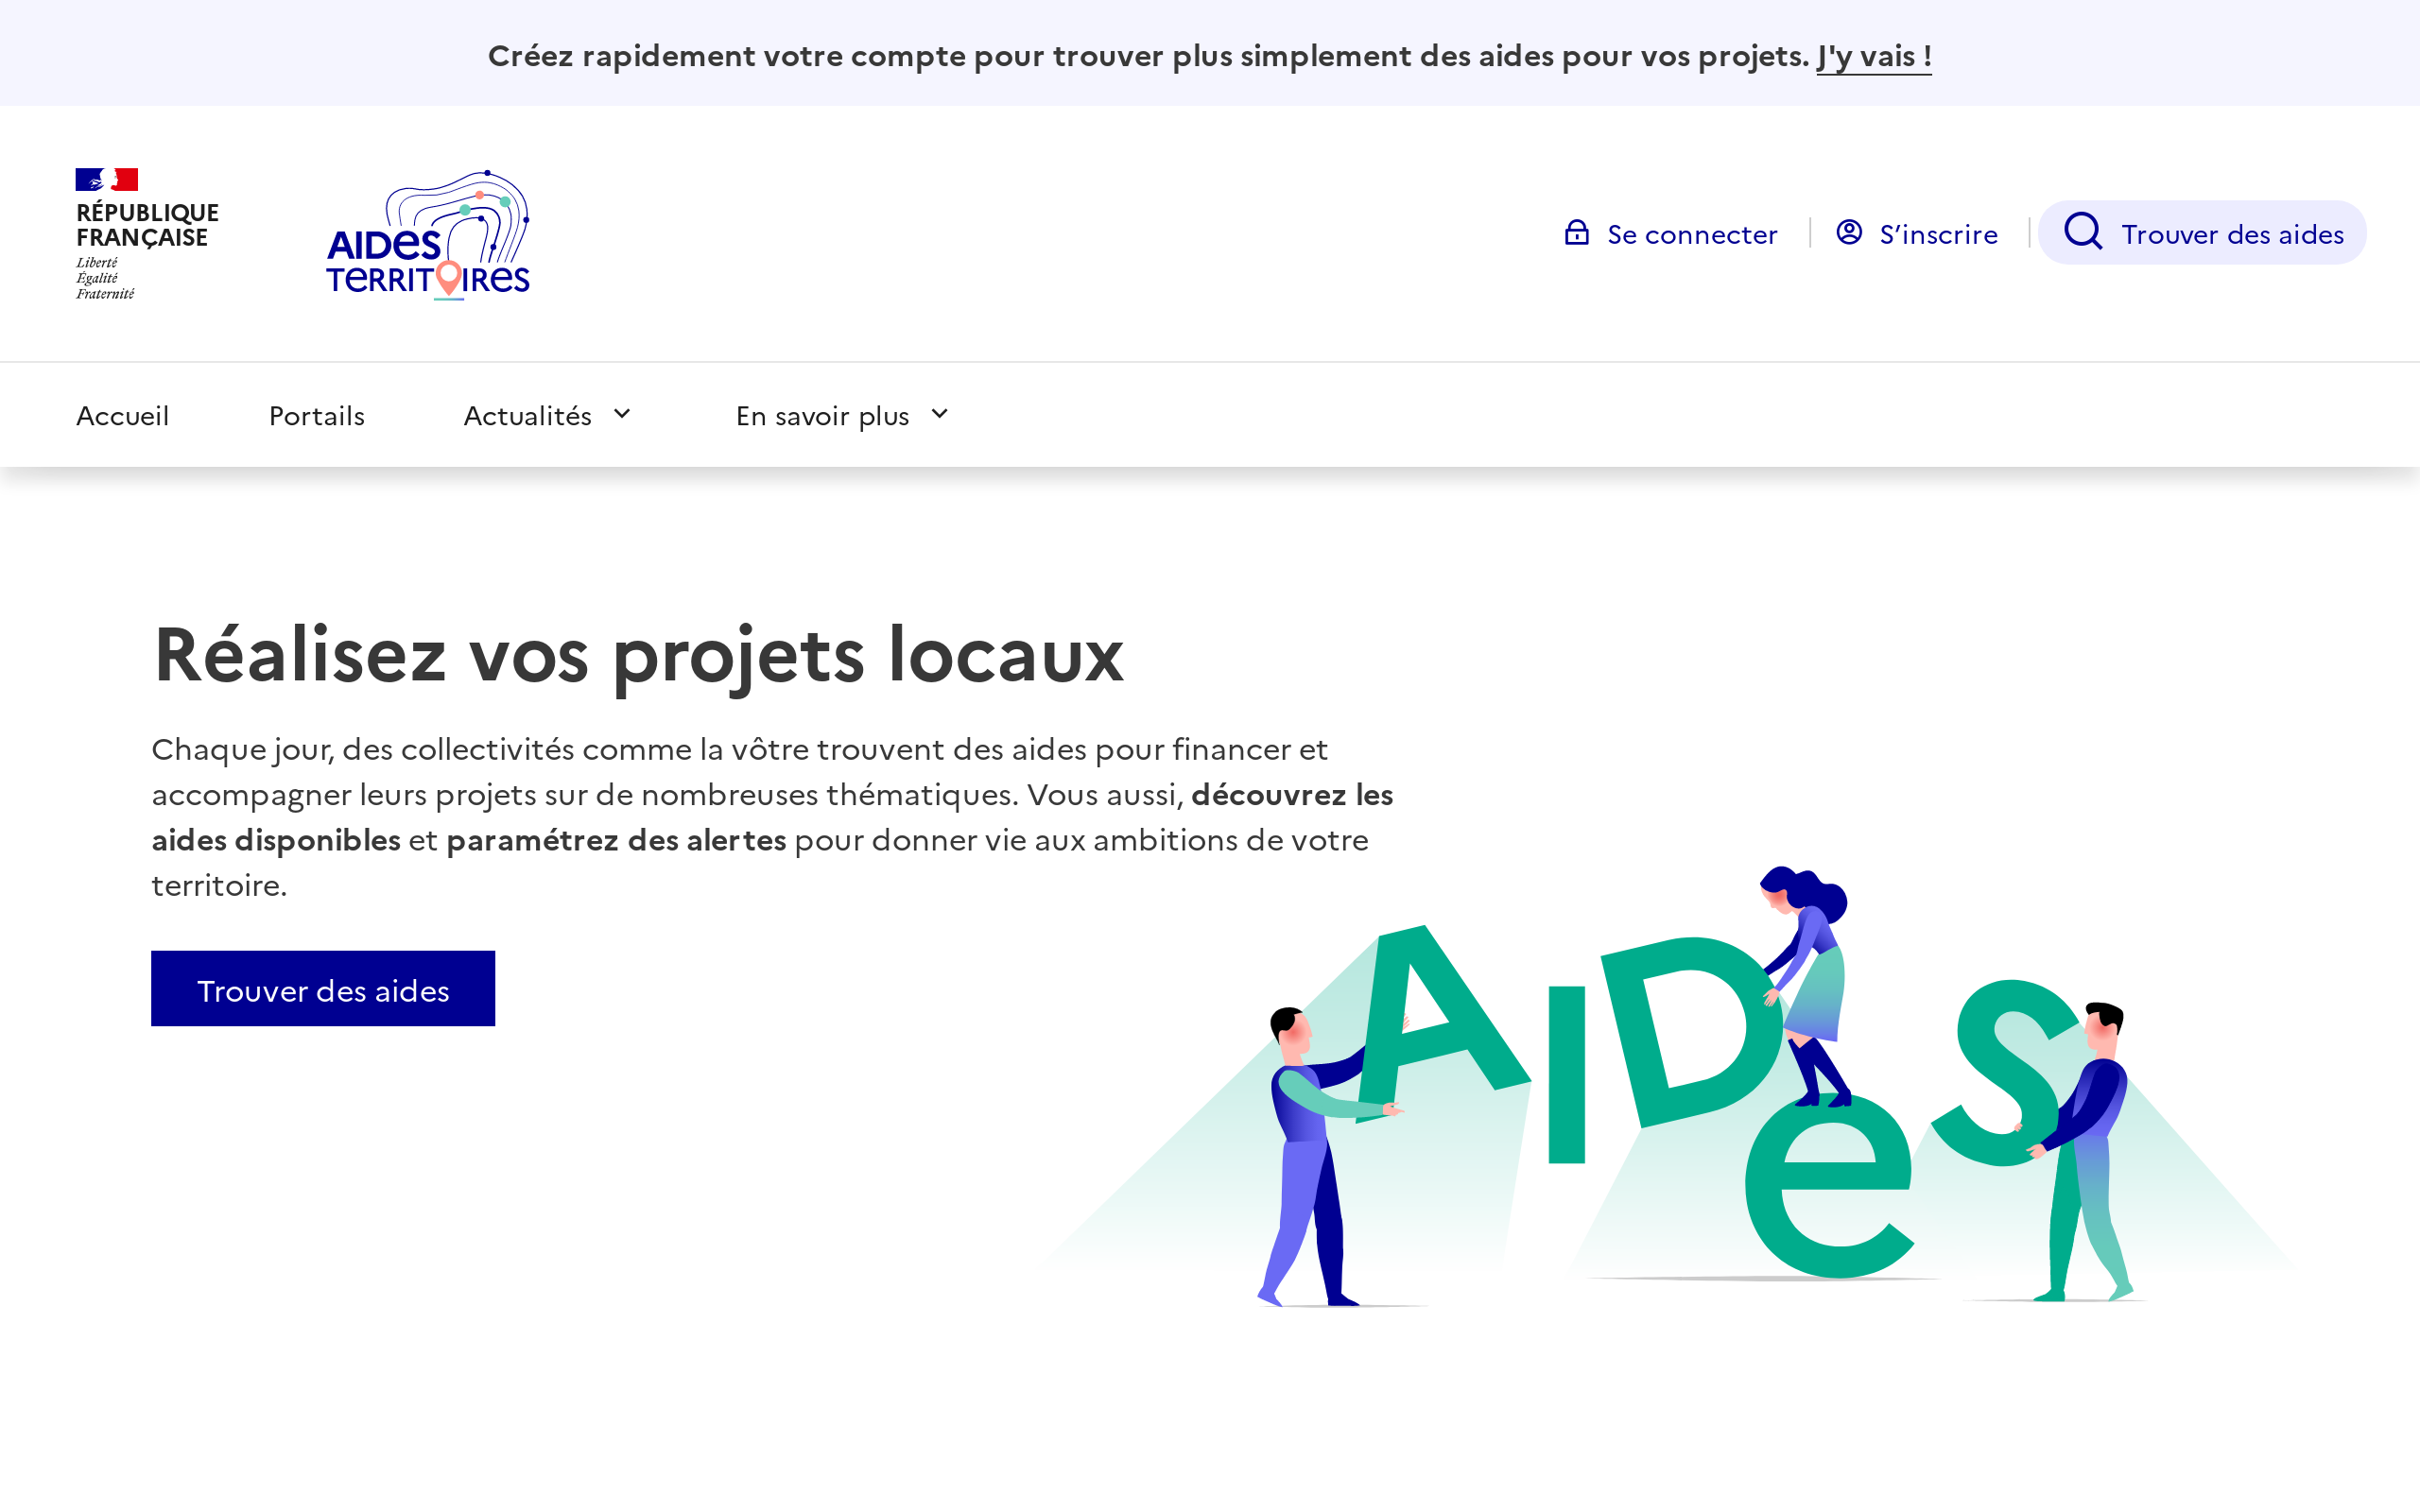 Créez rapidement votre compte pour trouver plus simplement des aides pour vos projets. J'y vais !
RÉPUBLIQUE
FRANÇAISE
Liberté
Égalité
Fraternité
AIDeS
TeRRITOIReS
Se connecter
S’inscrire
Trouver des aides
Accueil
Portails
Actualités
En savoir plus
Réalisez vos projets locaux
Chaque jour, des collectivités comme la vôtre trouvent des aides pour financer et
accompagner leurs projets sur de nombreuses thématiques. Vous aussi, découvrez les
aides disponibles et paramétrez des alertes pour donner vie aux ambitions de votre
territoire.
Trouver des aides
AIDeS